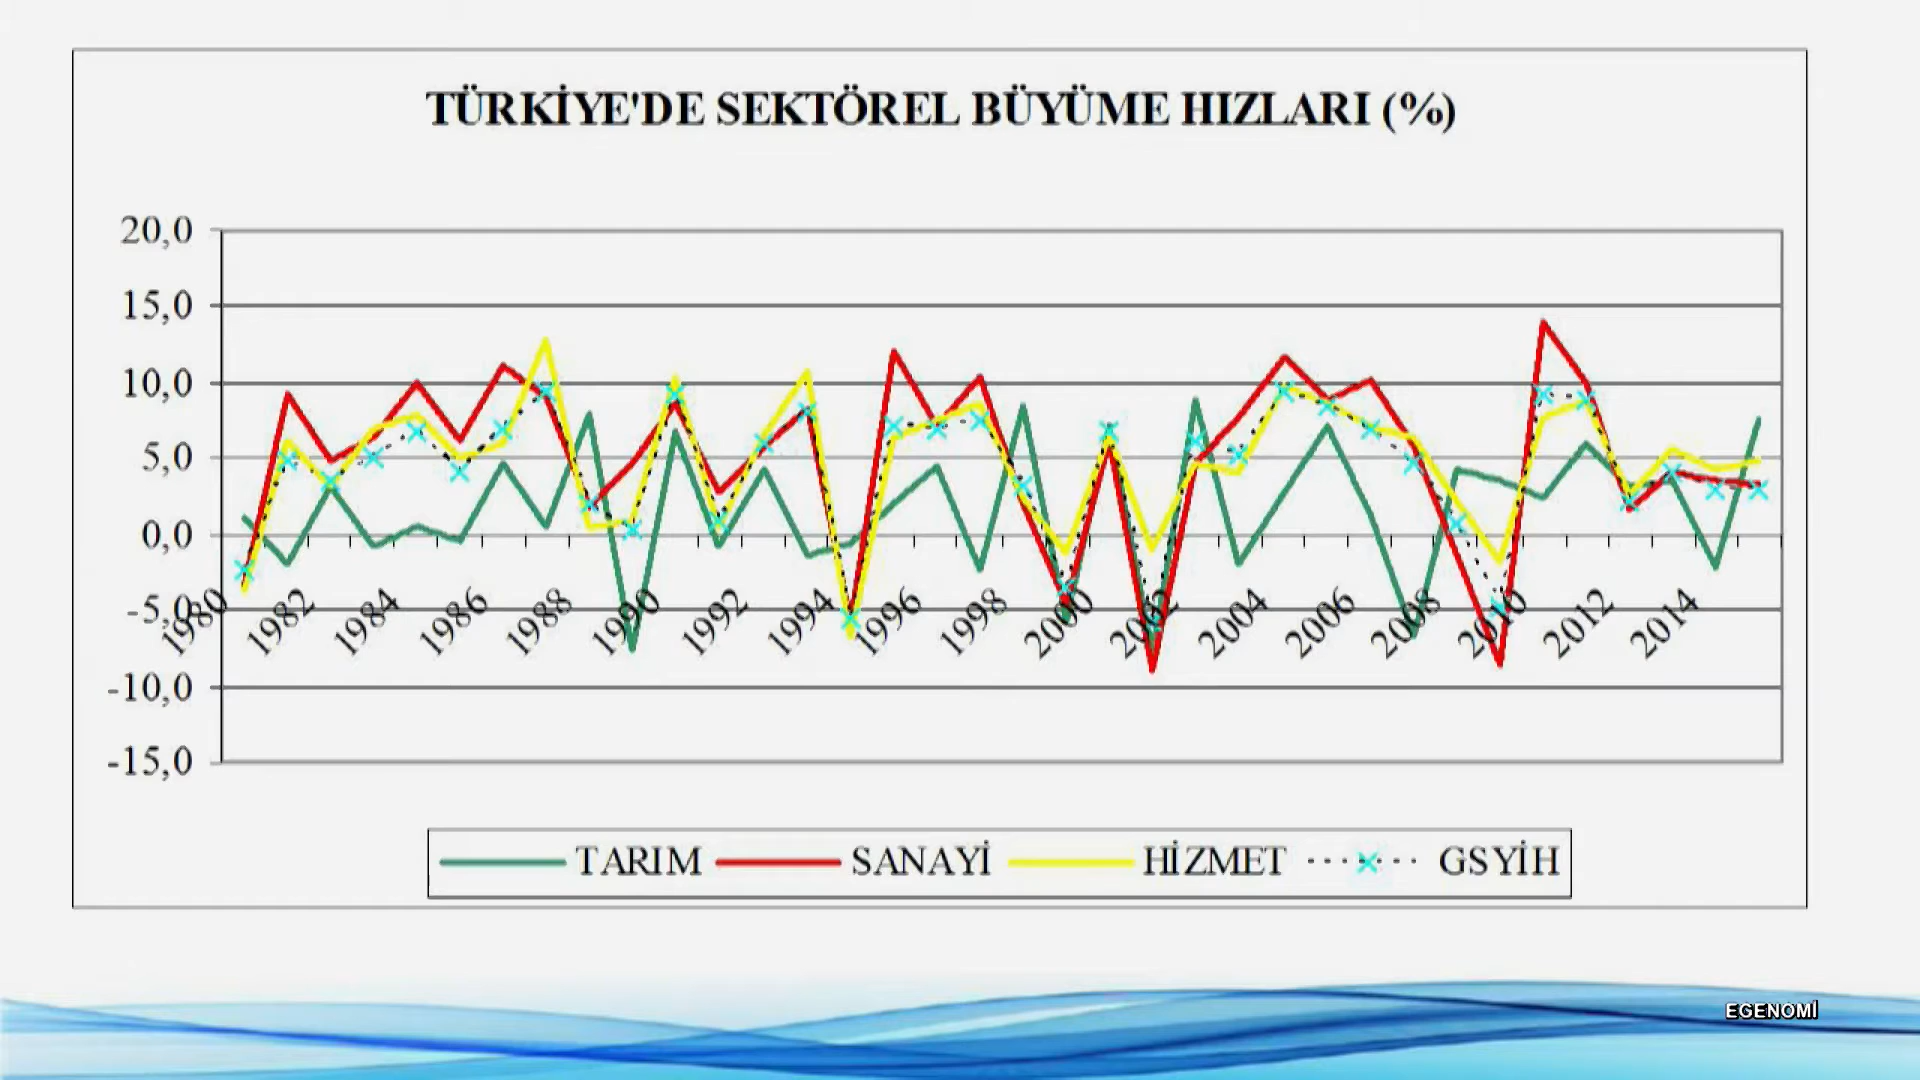 TÜRKİYE'DE SEKTÖREL BÜYÜME HIZLARI (%)
20,0
15,0
10,0
5,0
0,0
-5,0
-10,0
-15,0
1980 1982 1984 1986 1988 1990 1992 1994 1996 1998 2000 2002 2004 2006 2008 2010 2012 2014
TARIM SANAYİ HİZMET GSYİH
EGENOMİ